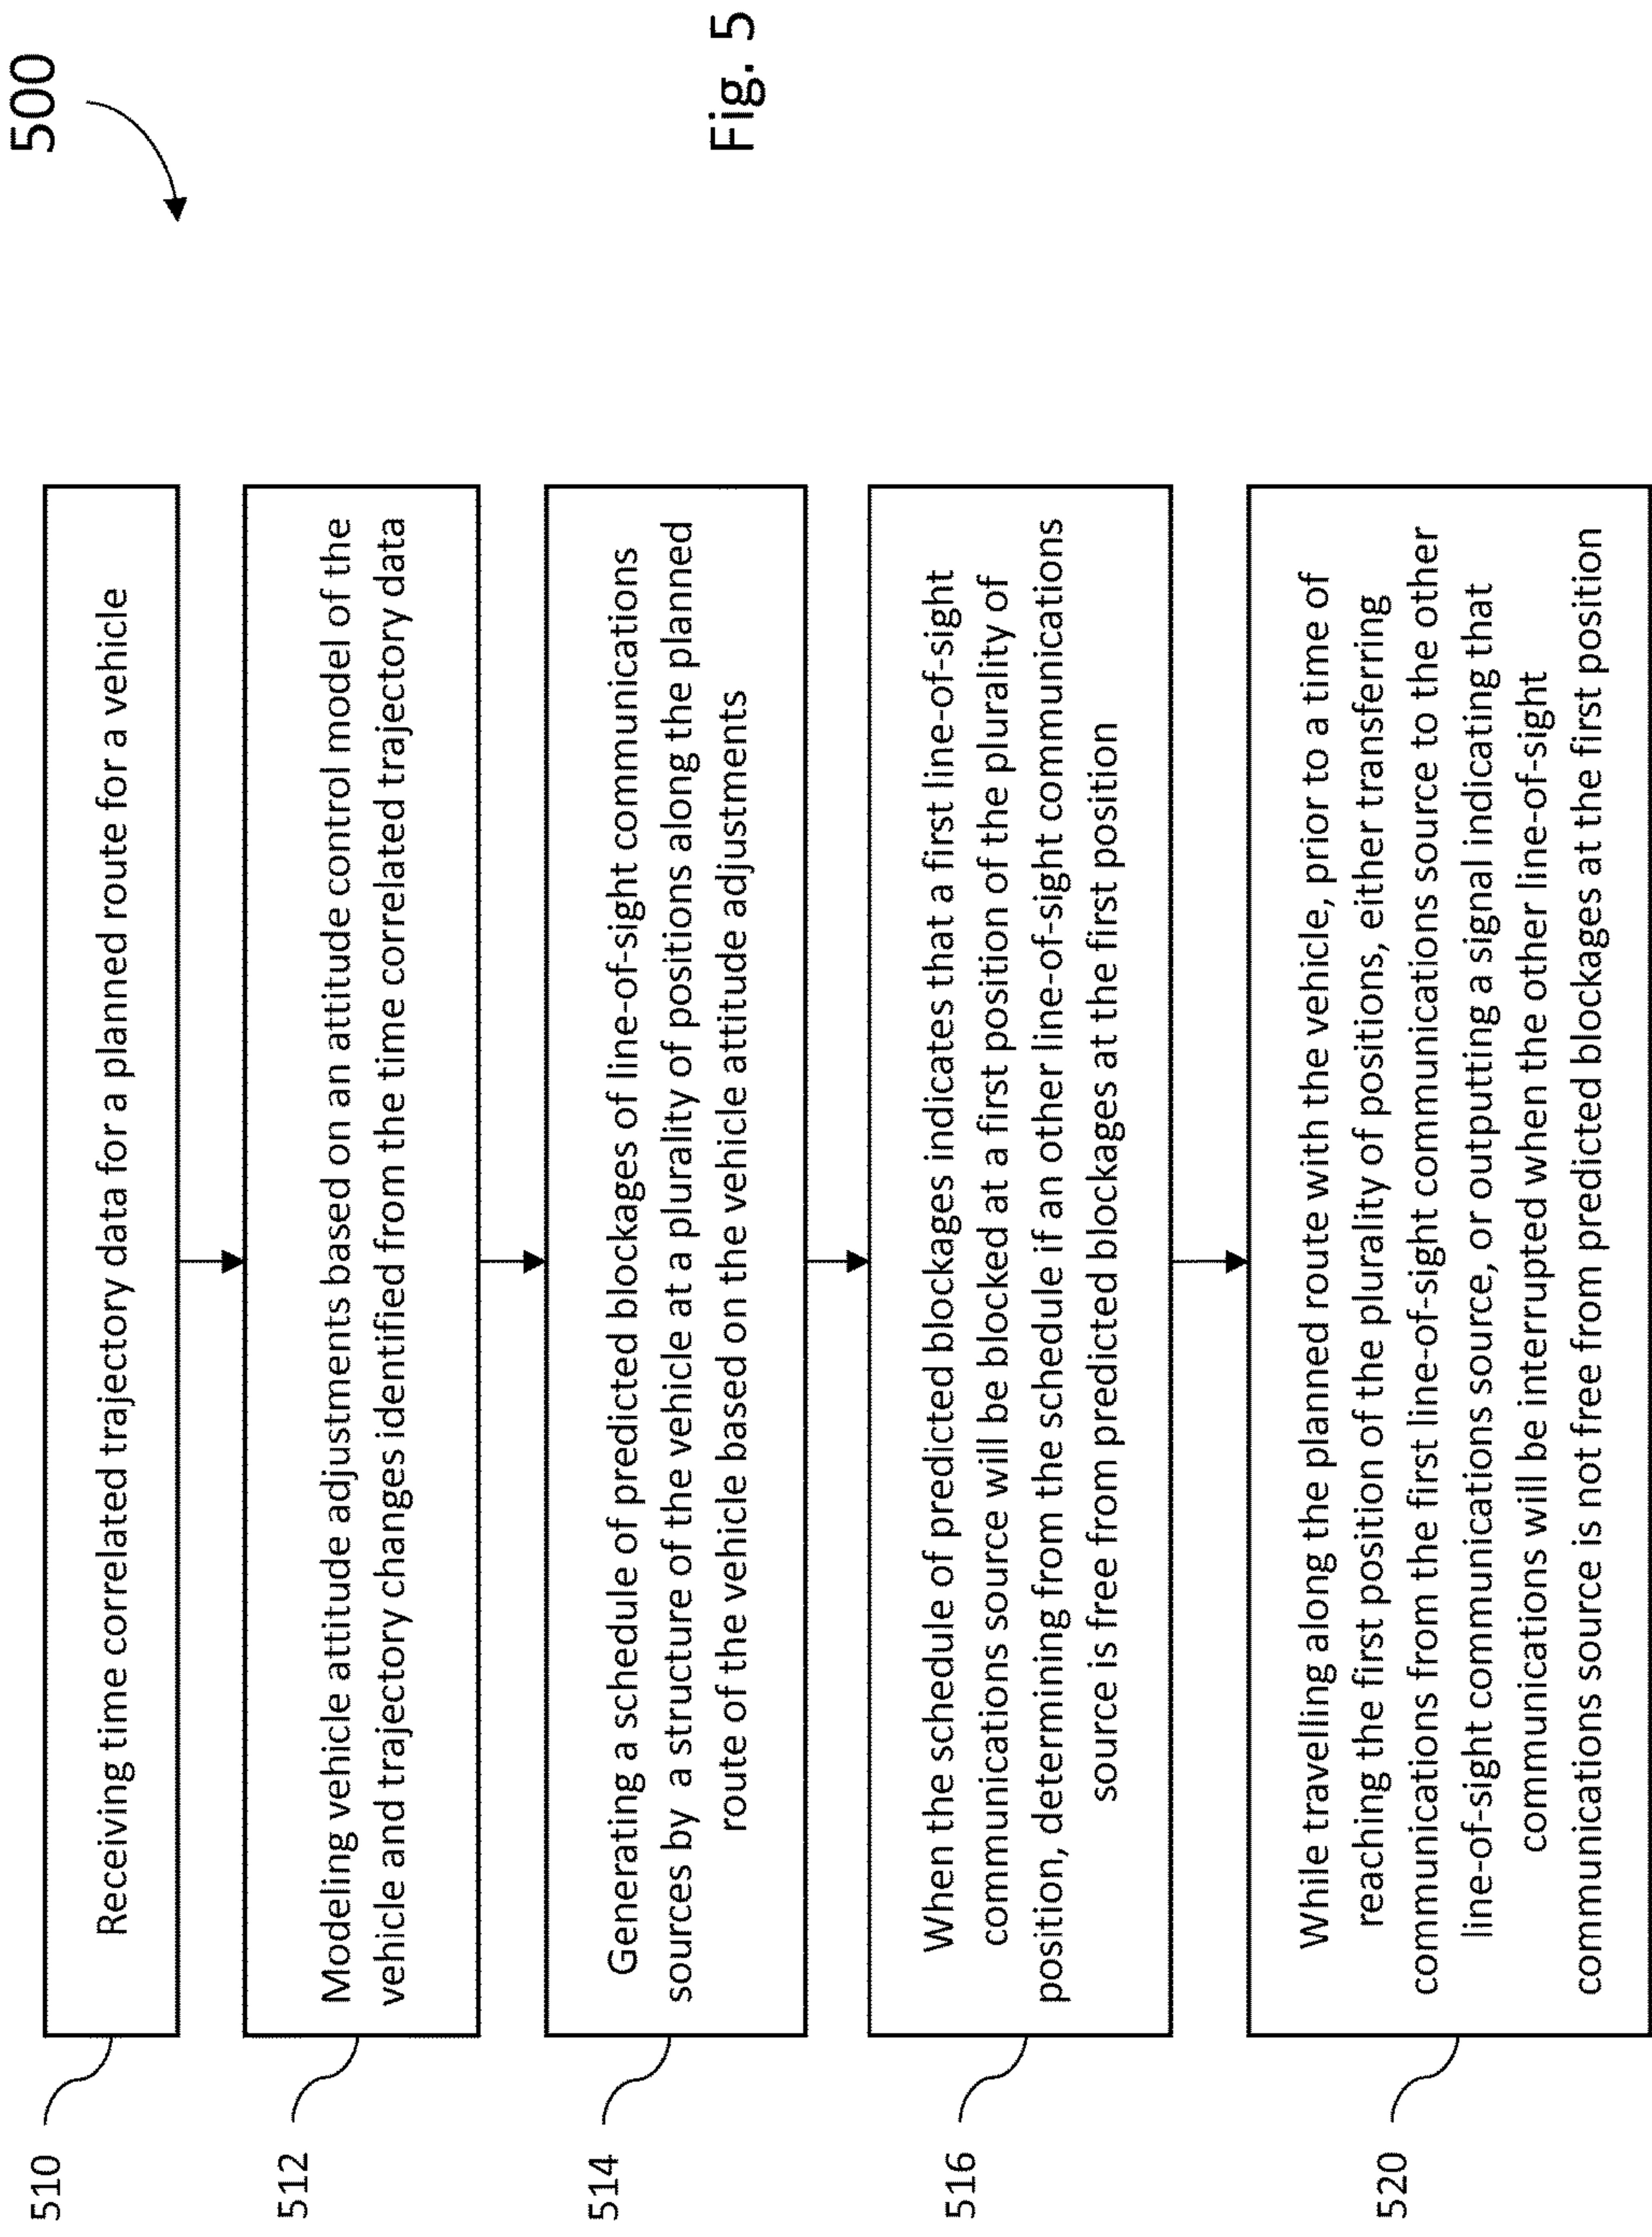 500
510
Receiving time correlated trajectory data for a planned route for a vehicle
512
Modeling vehicle attitude adjustments based on an attitude control model of the
vehicle and trajectory changes identified from the time correlated trajectory data
514
Generating a schedule of predicted blockages of line-of-sight communications
sources by a structure of the vehicle at a plurality of positions along the planned
route of the vehicle based on the vehicle attitude adjustments
516
When the schedule of predicted blockages indicates that a first line-of-sight
communications source will be blocked at a first position of the plurality of
position, determining from the schedule if an other line-of-sight communications
source is free from predicted blockages at the first position
520
While travelling along the planned route with the vehicle, prior to a time of
reaching the first position of the plurality of positions, either transferring
communications from the first line-of-sight communications source to the other
line-of-sight communications source, or outputting a signal indicating that
communications will be interrupted when the other line-of-sight
communications source is not free from predicted blockages at the first position
Fig. 5